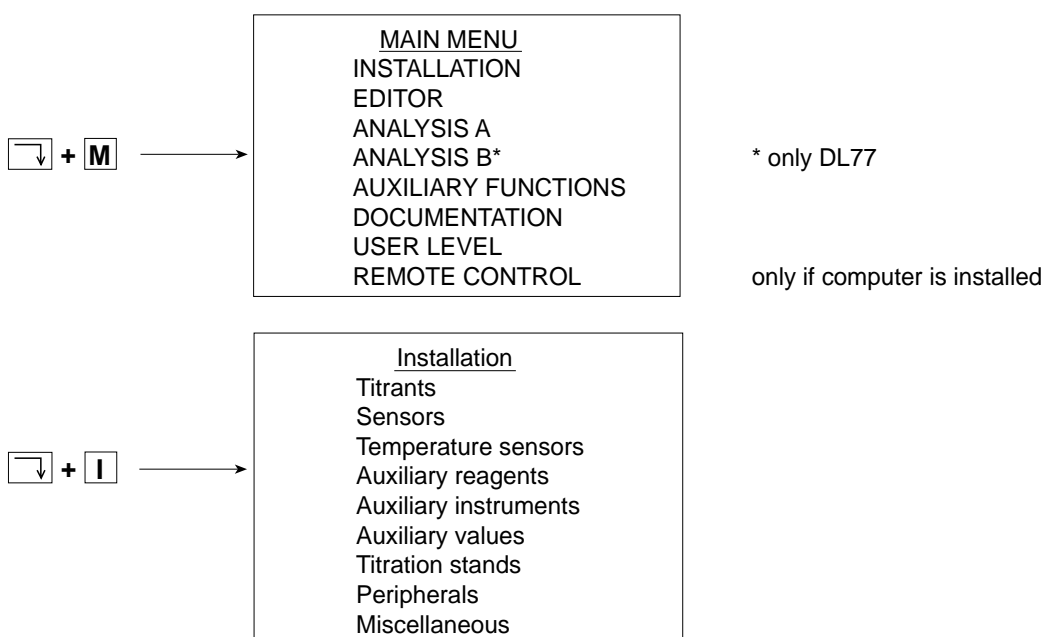 MAIN MENU
INSTALLATION
EDITOR
ANALYSIS A
+ M
ANALYSIS B*
* only DL77
AUXILIARY FUNCTIONS
DOCUMENTATION
USER LEVEL
REMOTE CONTROL
only if computer is installed
Installation
Titrants
Sensors
Temperature sensors
+ I
Auxiliary reagents
Auxiliary instruments
Auxiliary values
Titration stands
Peripherals
Miscellaneous